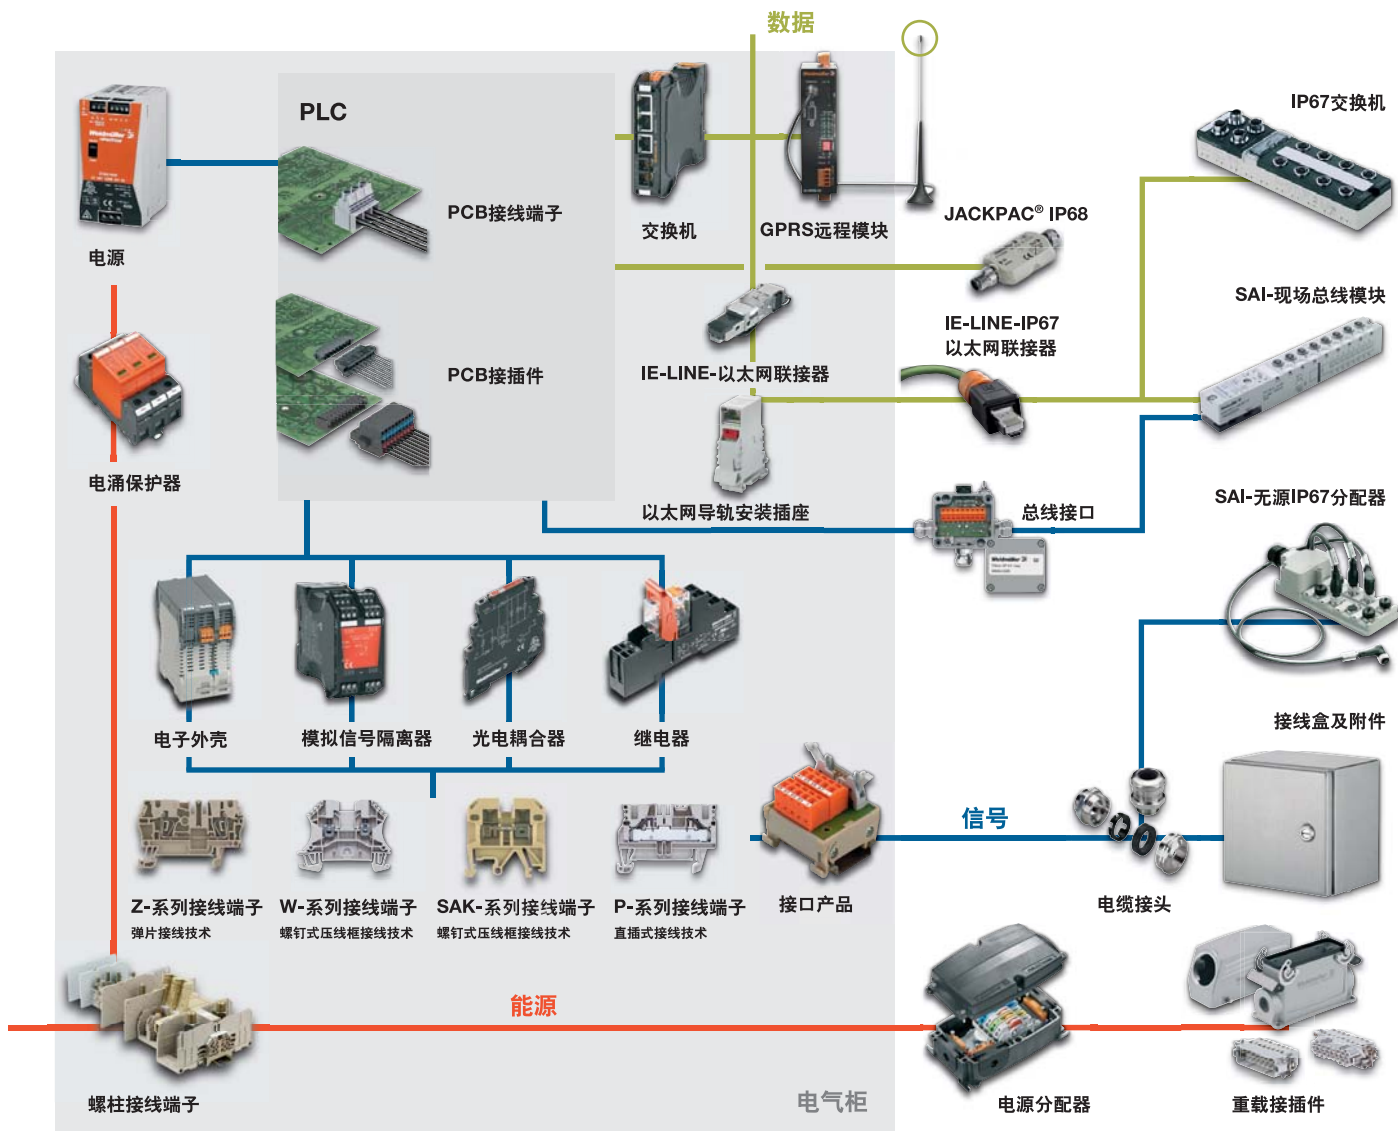 数据
PLC
IP67交换机
PCB接线端子
交换机
GPRS远程模块
JACKPAC® IP68
电源
SAI-现场总线模块
IE-LINE-IP67
以太网联接器
PCB接插件
IE-LINE-以太网联接器
电涌保护器
SAI-无源IP67分配器
以太网导轨安装插座
总线接口
电子外壳
模拟信号隔离器
光电耦合器
继电器
接线盒及附件
信号
Z-系列接线端子
弹片接线技术
W-系列接线端子
螺钉式压线框接线技术
SAK-系列接线端子
螺钉式压线框接线技术
P-系列接线端子
直插式接线技术
接口产品
电缆接头
能源
螺柱接线端子
电气柜
电源分配器
重载接插件